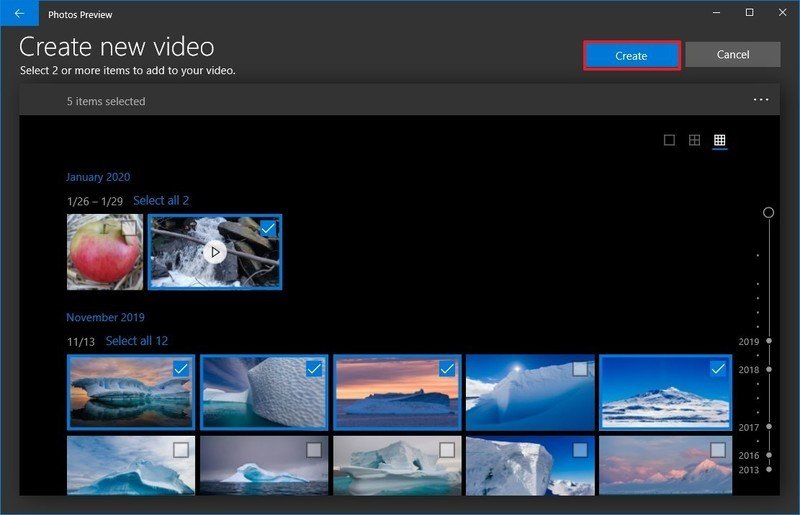 Photos Preview
Create new video
Select 2 or more items to add to your video.
Create
Cancel
5 items selected
January 2020
1/26 – 1/29 Select all 2
November 2019
11/13 Select all 12
2019
2018
2017
2016
2013